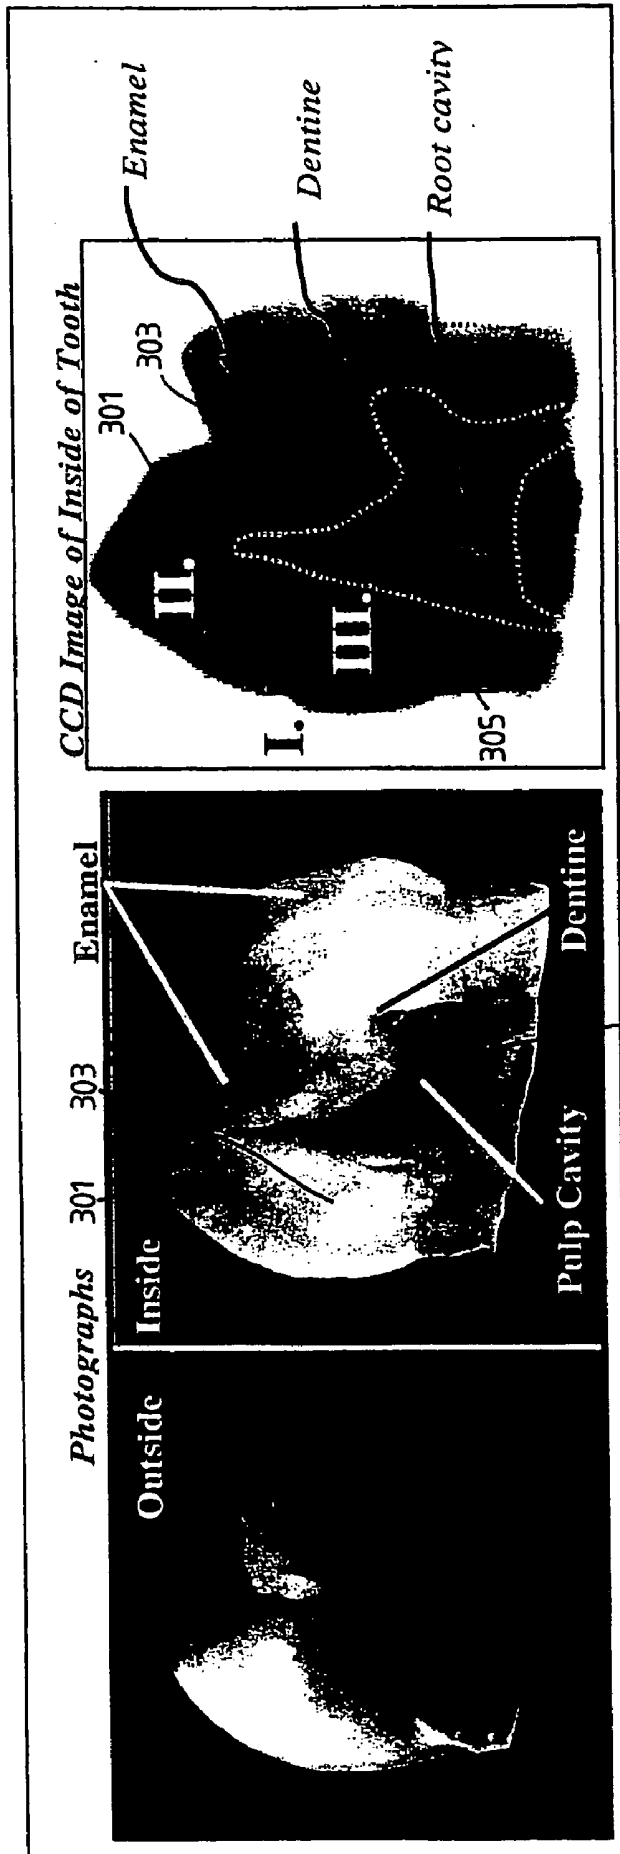 Photographs
301
303
Enamel
Outside
Inside
Pulp Cavity
Dentine
CCD Image of Inside of Tooth
301
303
I.
II.
III.
305
Enamel
Dentine
Root cavity